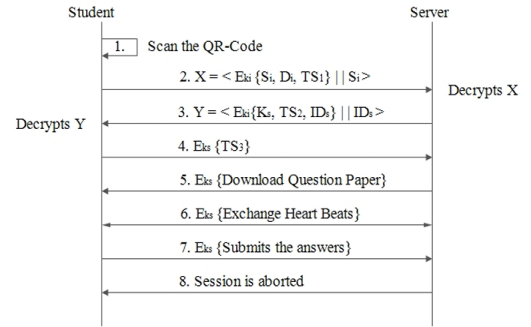 Student Server
1. Scan the QR-Code
2. X = < Eki {Si, Di, TS1} || Si>
Decrypts X
3. Y = < Eki{Ks, TS2, IDs} || IDs >
Decrypts Y
4. Eks {TS3}
5. Eks {Download Question Paper}
6. Eks {Exchange Heart Beats}
7. Eks {Submits the answers}
8. Session is aborted